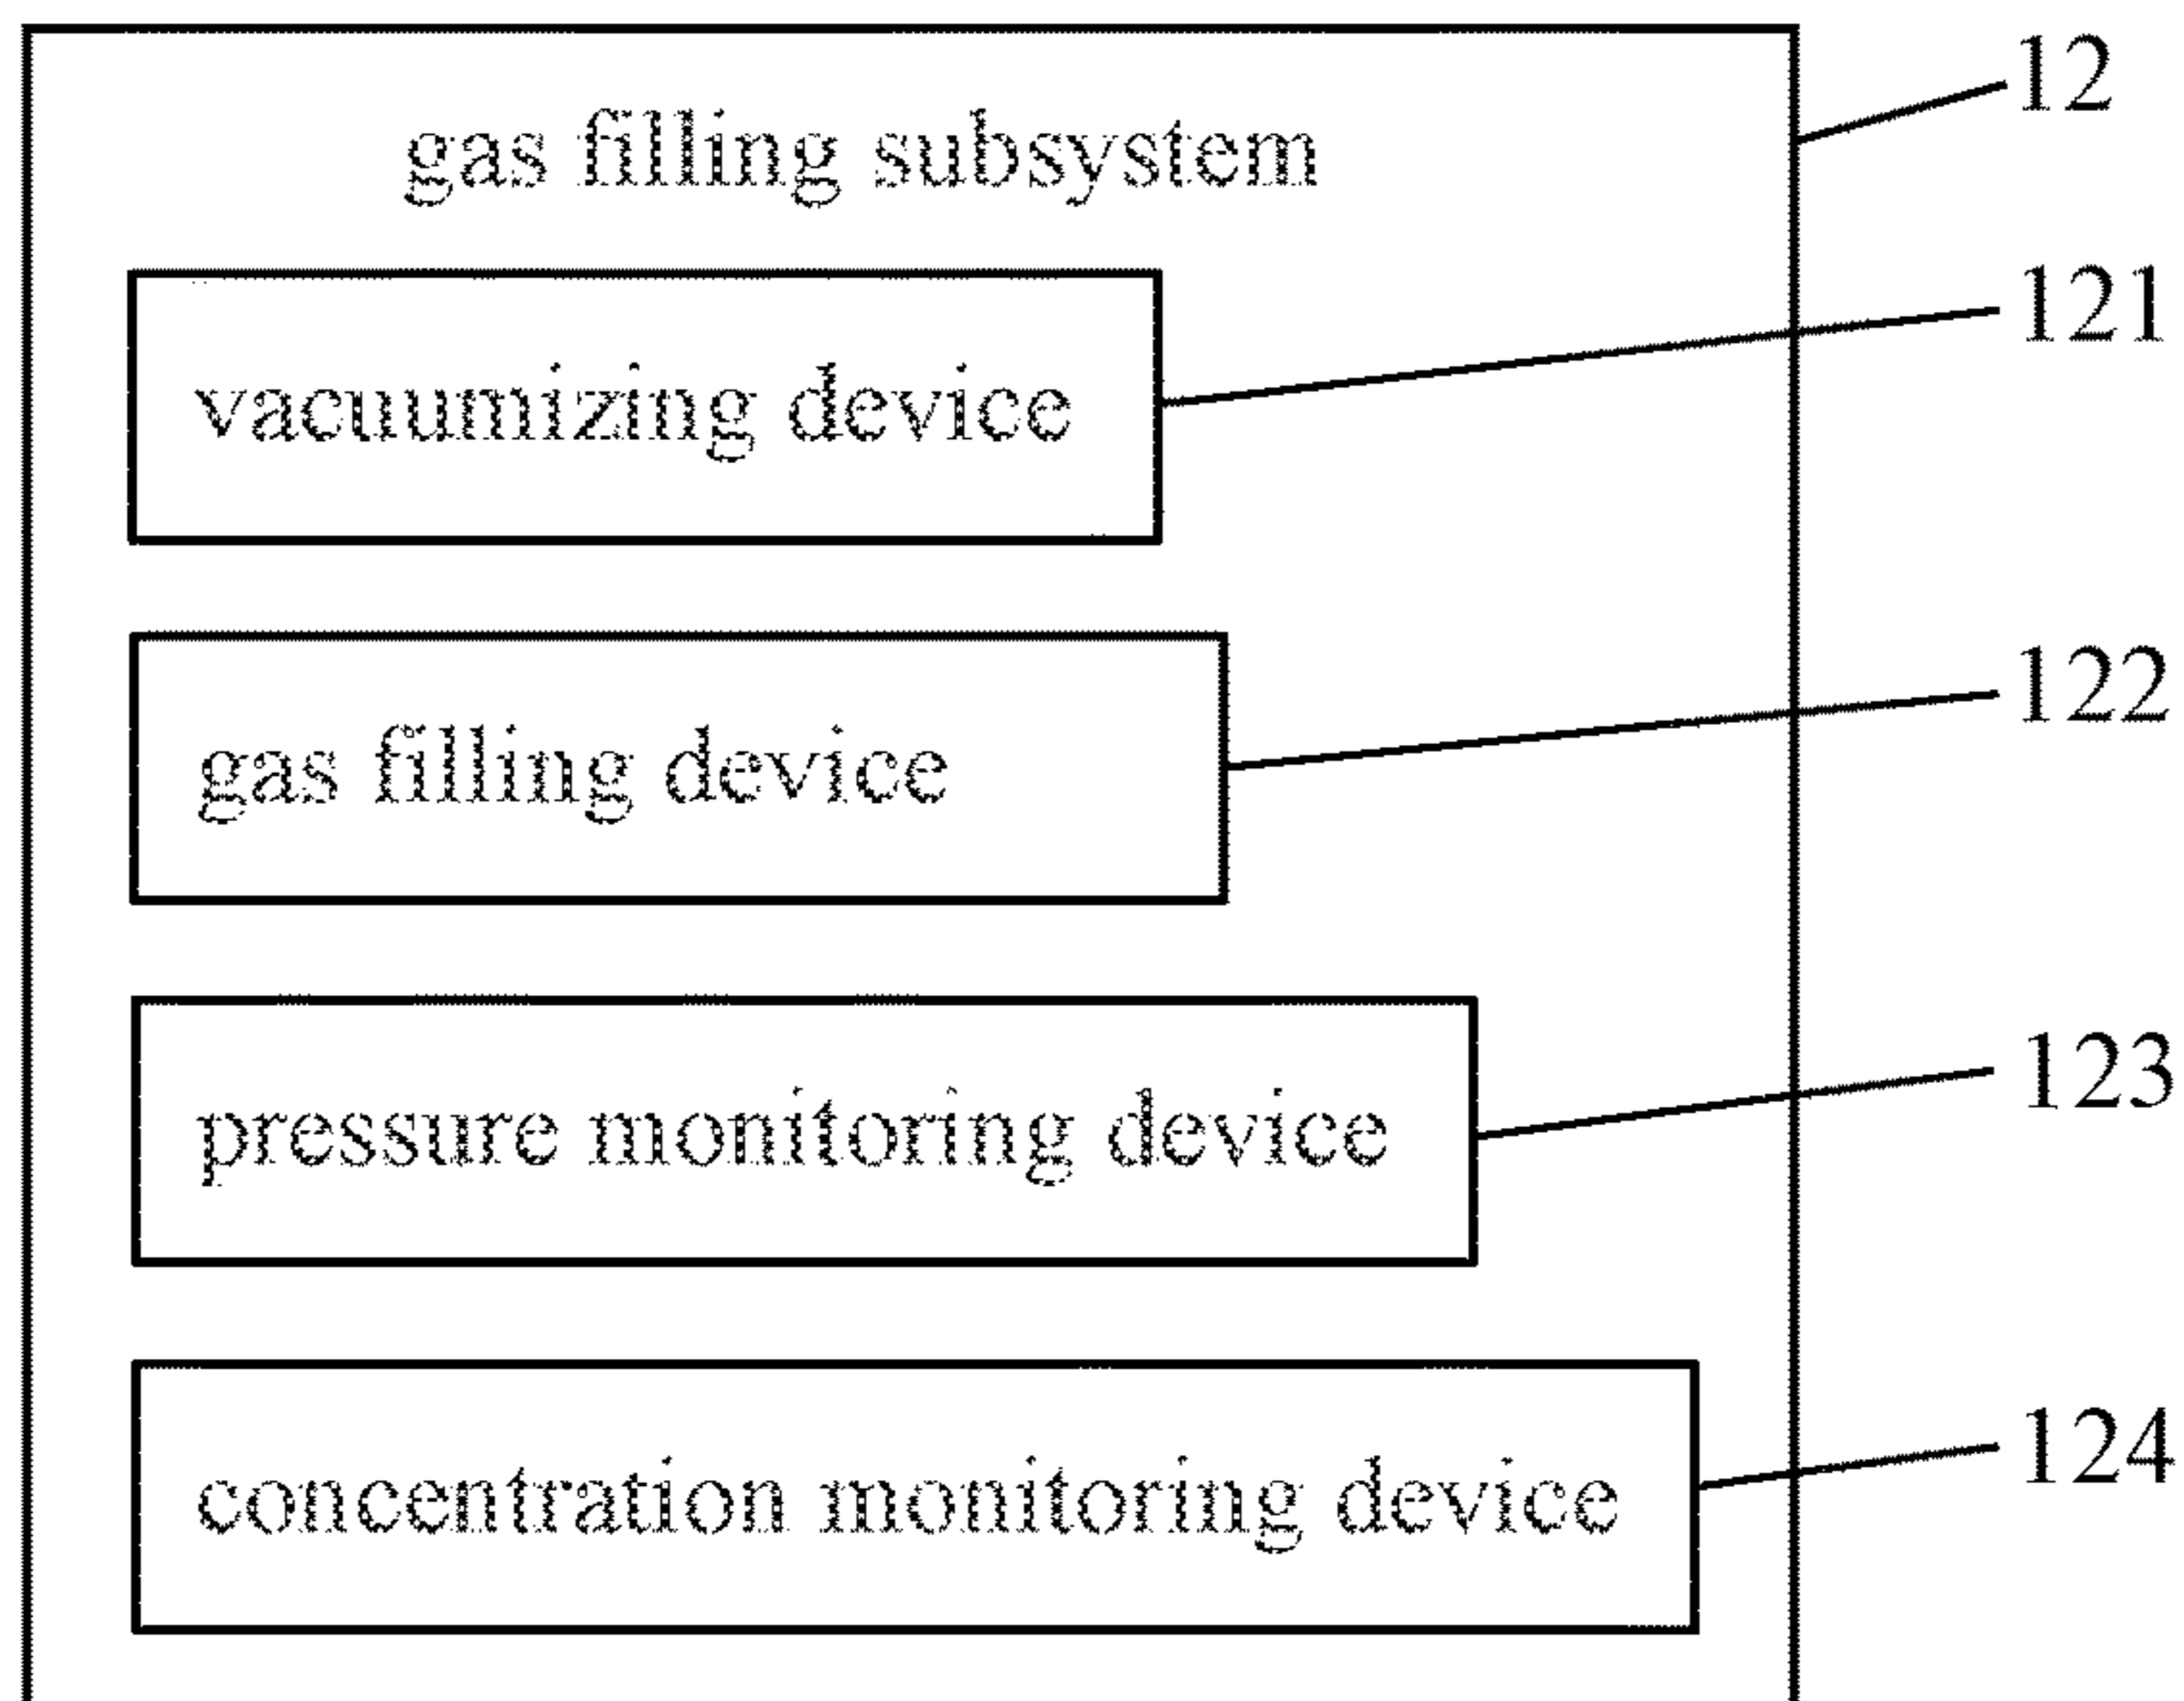 12
gas filling subsystem
121
vacuumizing device
122
gas filling device
123
pressure monitoring device
124
concentration monitoring device